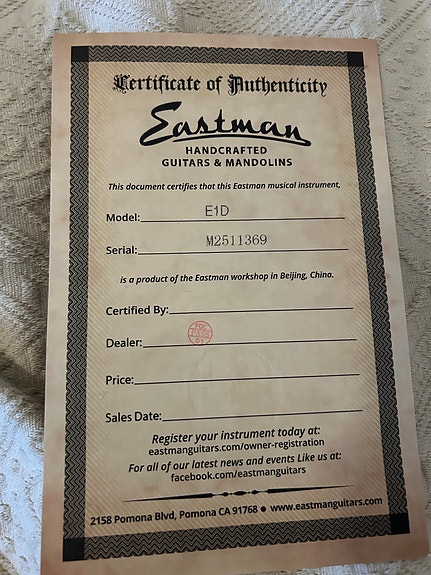 Certificate of Authenticity
Eastman
HANDCRAFTED
GUITARS & MANDOLINS
This document certifies that this Eastman musical instrument,
Model: E1D
Serial: M2511369
is a product of the Eastman workshop in Beijing, China.
Certified By:
Dealer:
PASS
01
Price:
Sales Date:
Register your instrument today at:
eastmanguitars.com/owner-registration
For all of our latest news and events Like us at:
facebook.com/eastmanguitars
2158 Pomona Blvd, Pomona CA 91768 ● www.eastmanguitars.com